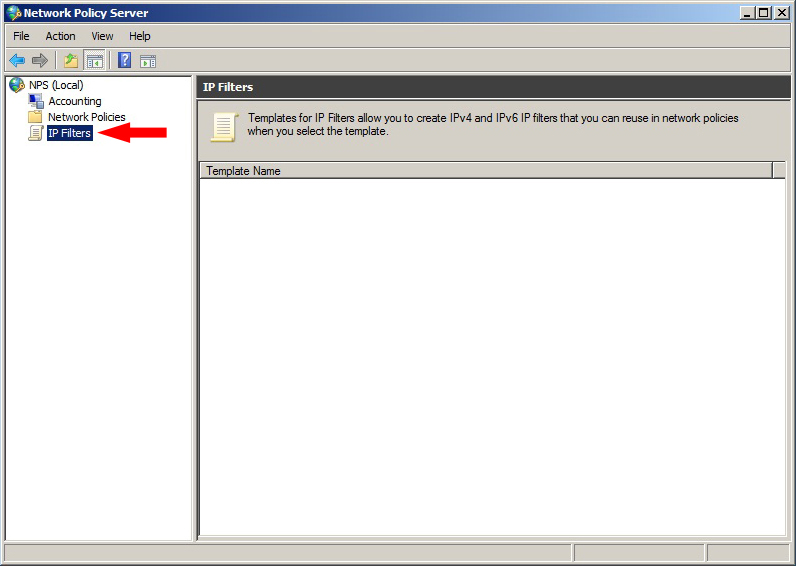 Network Policy Server
File Action View Help
NPS (Local)
Accounting
Network Policies
IP Filters
IP Filters
Templates for IP Filters allow you to create IPv4 and IPv6 IP filters that you can reuse in network policies
when you select the template.
Template Name